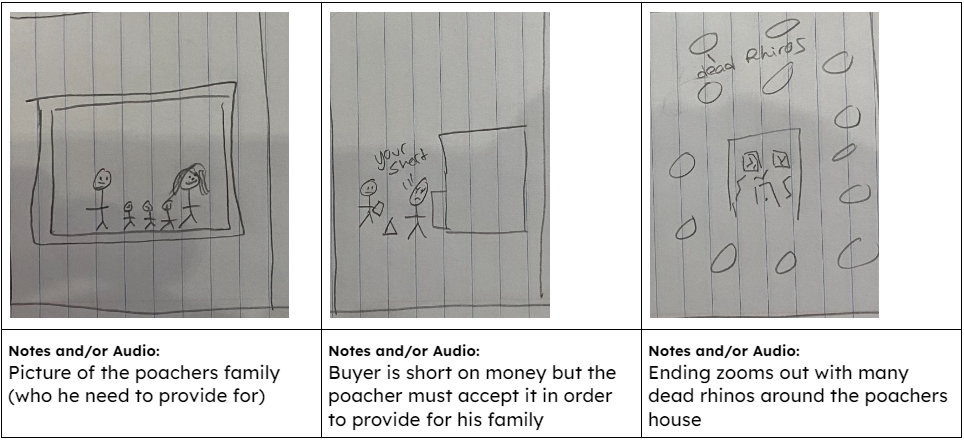 your
short
!!!
dead Rhinos
Notes and/or Audio:
Picture of the poachers family
(who he need to provide for)
Notes and/or Audio:
Buyer is short on money but the
poacher must accept it in order
to provide for his family
Notes and/or Audio:
Ending zooms out with many
dead rhinos around the poachers
house